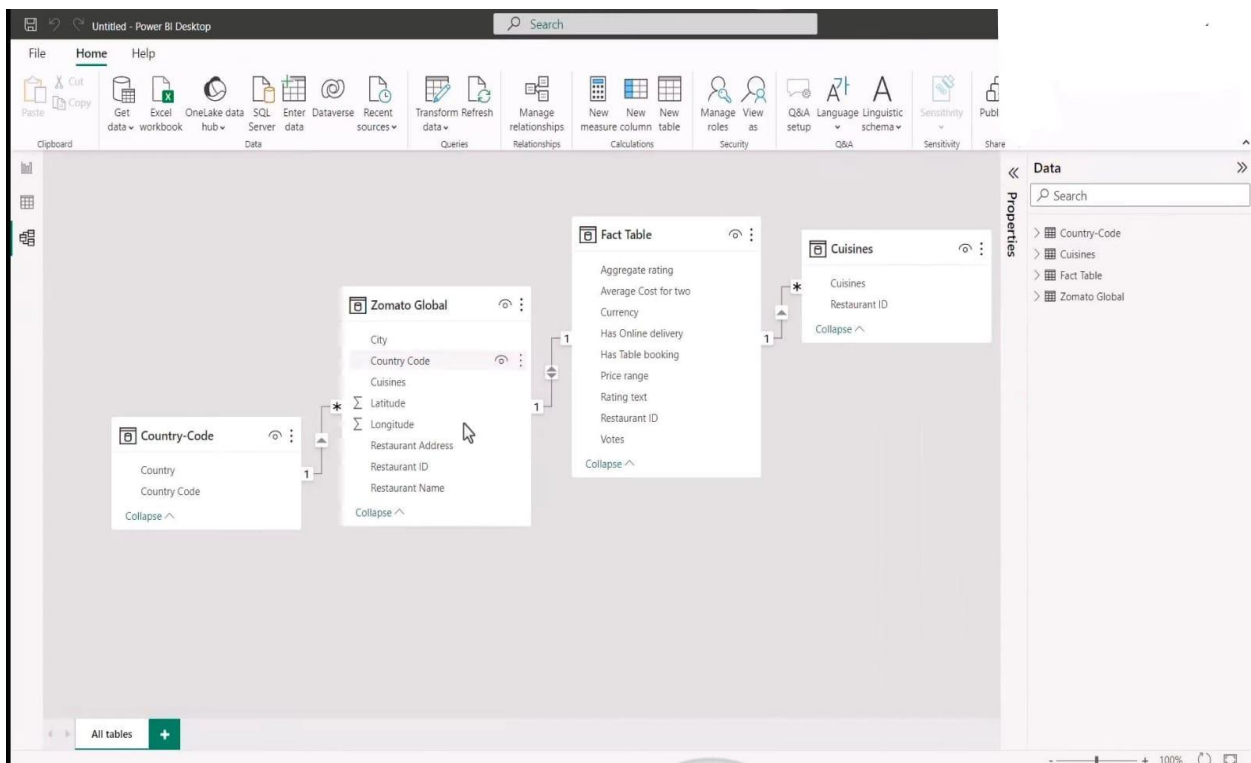 Untitled - Power BI Desktop
Search
File Home Help
Paste
Cut
Copy
Get data
Excel workbook
OneLake data hub
SQL Server
Enter data
Dataverse
Recent sources
Transform data
Refresh
Manage relationships
New measure
New column
New table
Manage roles
View as
Q&A setup
Language
Linguistic schema
Sensitivity
Publ
Clipboard Data Queries Relationships Calculations Security Q&A Sensitivity Share
Properties
Data
Search
Country-Code
Cuisines
Fact Table
Zomato Global
Fact Table
Aggregate rating
Average Cost for two
Currency
Has Online delivery
Has Table booking
Price range
Rating text
Restaurant ID
Votes
Collapse
Cuisines
Cuisines
Restaurant ID
Collapse
Zomato Global
City
Country Code
Cuisines
Σ Latitude
Σ Longitude
Restaurant Address
Restaurant ID
Restaurant Name
Collapse
Country-Code
Country
Country Code
Collapse
1
*
1
1
1
*
All tables +
- + 100%